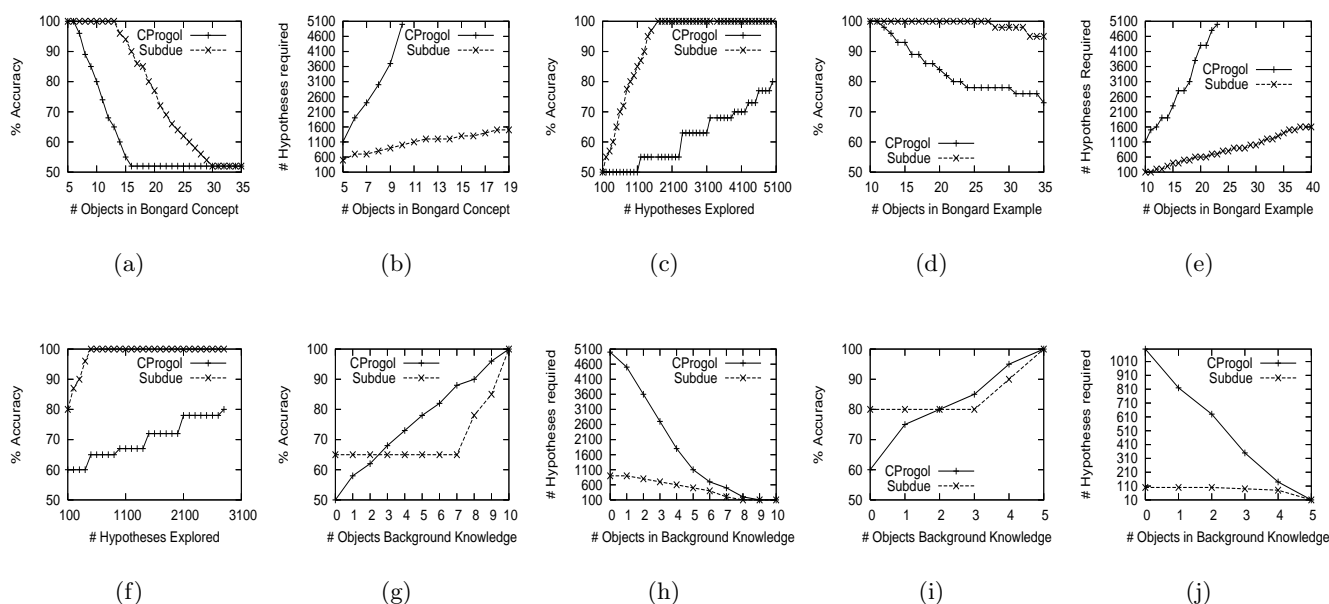 % Accuracy
100
90
80
70
60
50
5 10 15 20 25 30 35
# Objects in Bongard Concept
CProgol
Subdue
(a)
# Hypotheses required
5100
4600
4100
3600
3100
2600
2100
1600
1100
600
100
5 7 9 11 13 15 17 19
# Objects in Bongard Concept
CProgol
Subdue
(b)
% Accuracy
100
90
80
70
60
50
100 1100 2100 3100 4100 5100
# Hypotheses Explored
CProgol
Subdue
(c)
% Accuracy
100
90
80
70
60
50
10 15 20 25 30 35
# Objects in Bongard Example
CProgol
Subdue
(d)
# Hypotheses Required
5100
4600
4100
3600
3100
2600
2100
1600
1100
600
100
10 15 20 25 30 35 40
# Objects in Bongard Example
CProgol
Subdue
(e)
% Accuracy
100
90
80
70
60
50
100 1100 2100 3100
# Hypotheses Explored
CProgol
Subdue
(f)
% Accuracy
100
90
80
70
60
50
0 1 2 3 4 5 6 7 8 9 10
# Objects Background Knowledge
CProgol
Subdue
(g)
# Hypotheses required
5100
4600
4100
3600
3100
2600
2100
1600
1100
600
100
0 1 2 3 4 5 6 7 8 9 10
# Objects in Background Knowledge
CProgol
Subdue
(h)
% Accuracy
100
90
80
70
60
50
0 1 2 3 4 5
# Objects Background Knowledge
CProgol
Subdue
(i)
# Hypotheses required
1010
910
810
710
610
510
410
310
210
110
10
0 1 2 3 4 5
# Objects in Background Knowledge
CProgol
Subdue
(j)